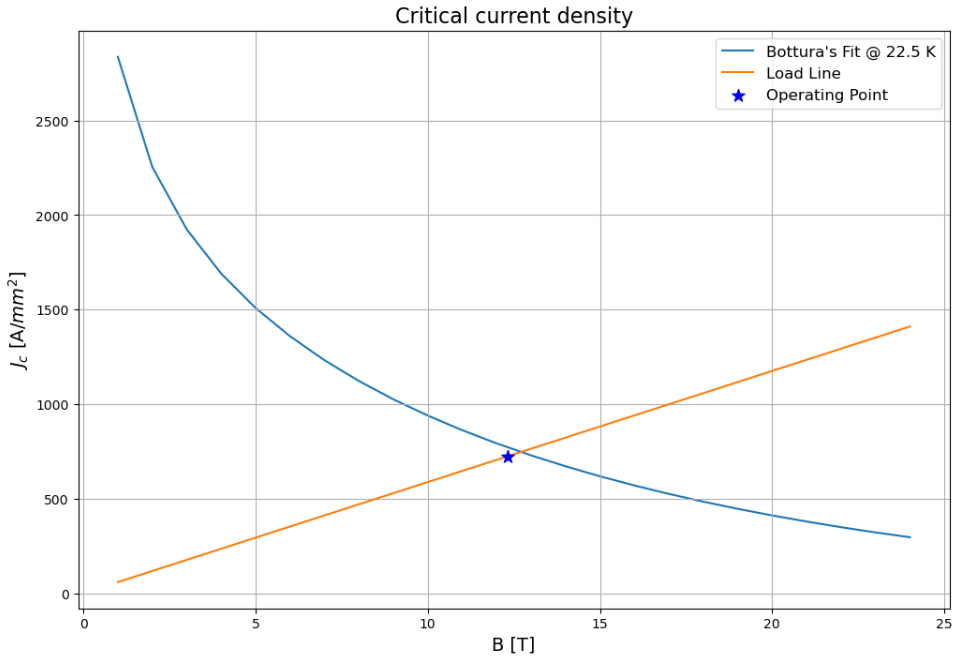 Critical current density
Bottura's Fit @ 22.5 K
Load Line
Operating Point
J_c [A/mm^2]
2500
2000
1500
1000
500
0
0 5 10 15 20 25
B [T]